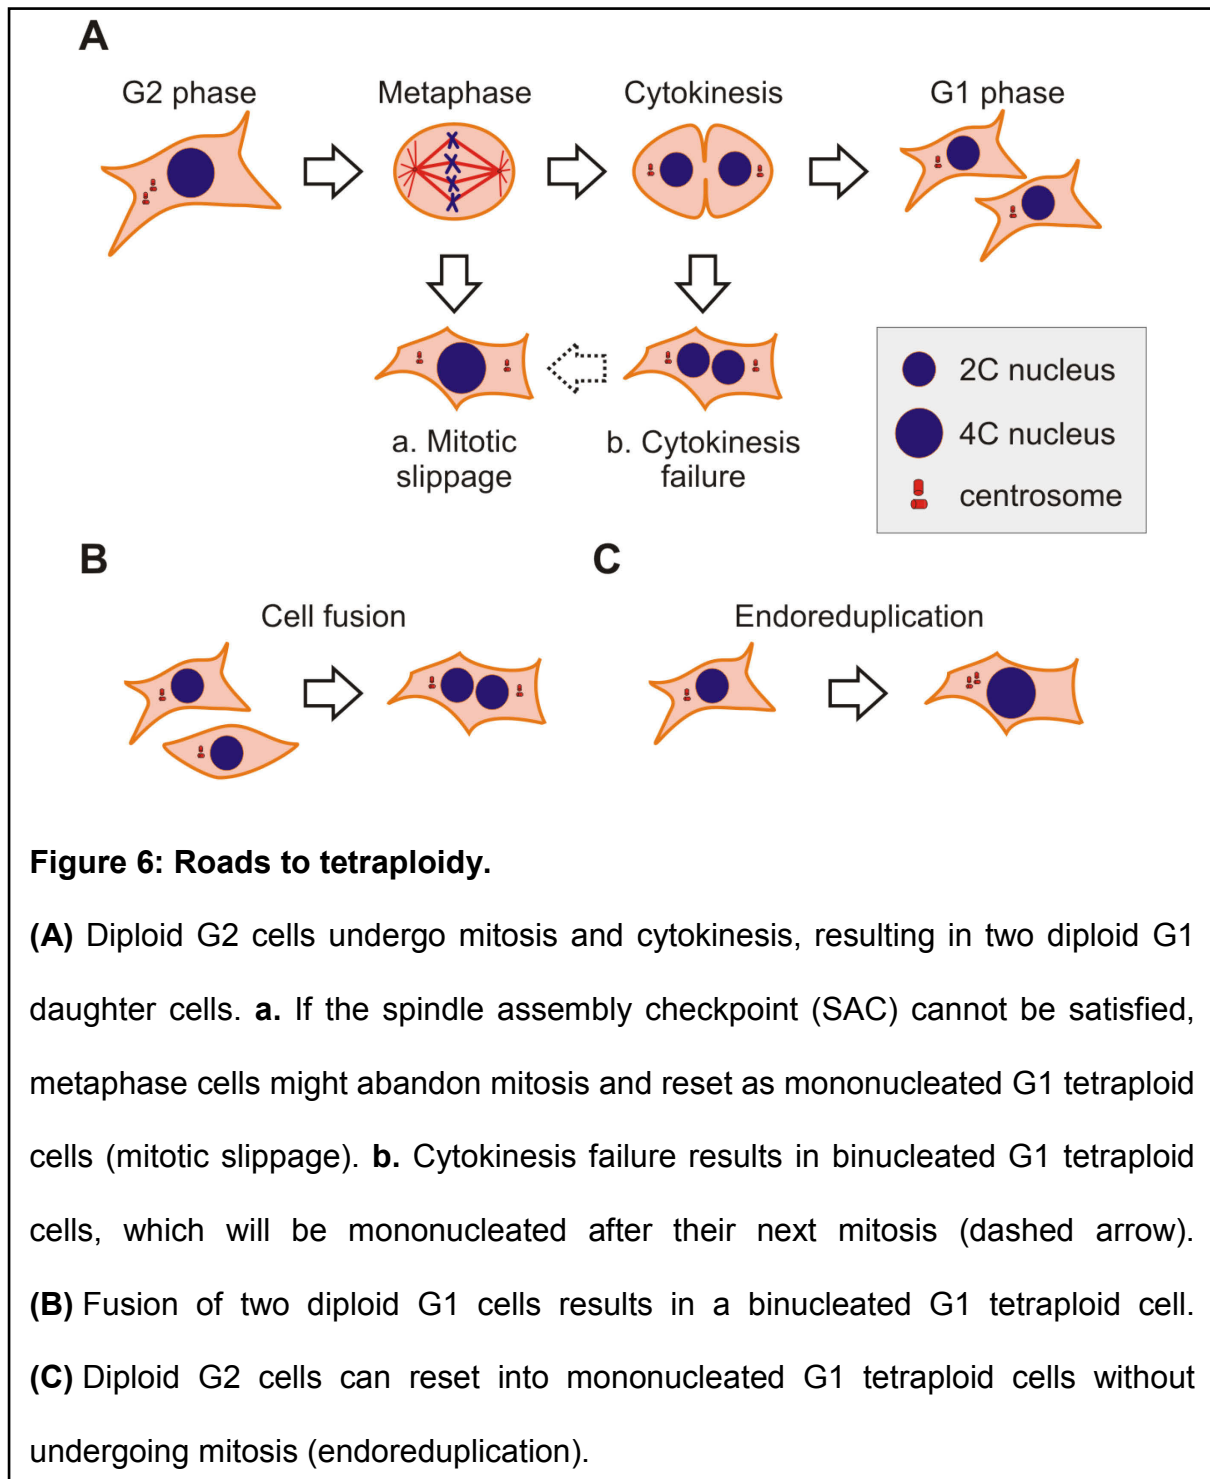 A
G2 phase
Metaphase
Cytokinesis
G1 phase
a. Mitotic
slippage
b. Cytokinesis
failure
2C nucleus
4C nucleus
centrosome
B
Cell fusion
C
Endoreduplication
Figure 6: Roads to tetraploidy.
(A) Diploid G2 cells undergo mitosis and cytokinesis, resulting in two diploid G1
daughter cells. a. If the spindle assembly checkpoint (SAC) cannot be satisfied,
metaphase cells might abandon mitosis and reset as mononucleated G1 tetraploid
cells (mitotic slippage). b. Cytokinesis failure results in binucleated G1 tetraploid
cells, which will be mononucleated after their next mitosis (dashed arrow).
(B) Fusion of two diploid G1 cells results in a binucleated G1 tetraploid cell.
(C) Diploid G2 cells can reset into mononucleated G1 tetraploid cells without
undergoing mitosis (endoreduplication).